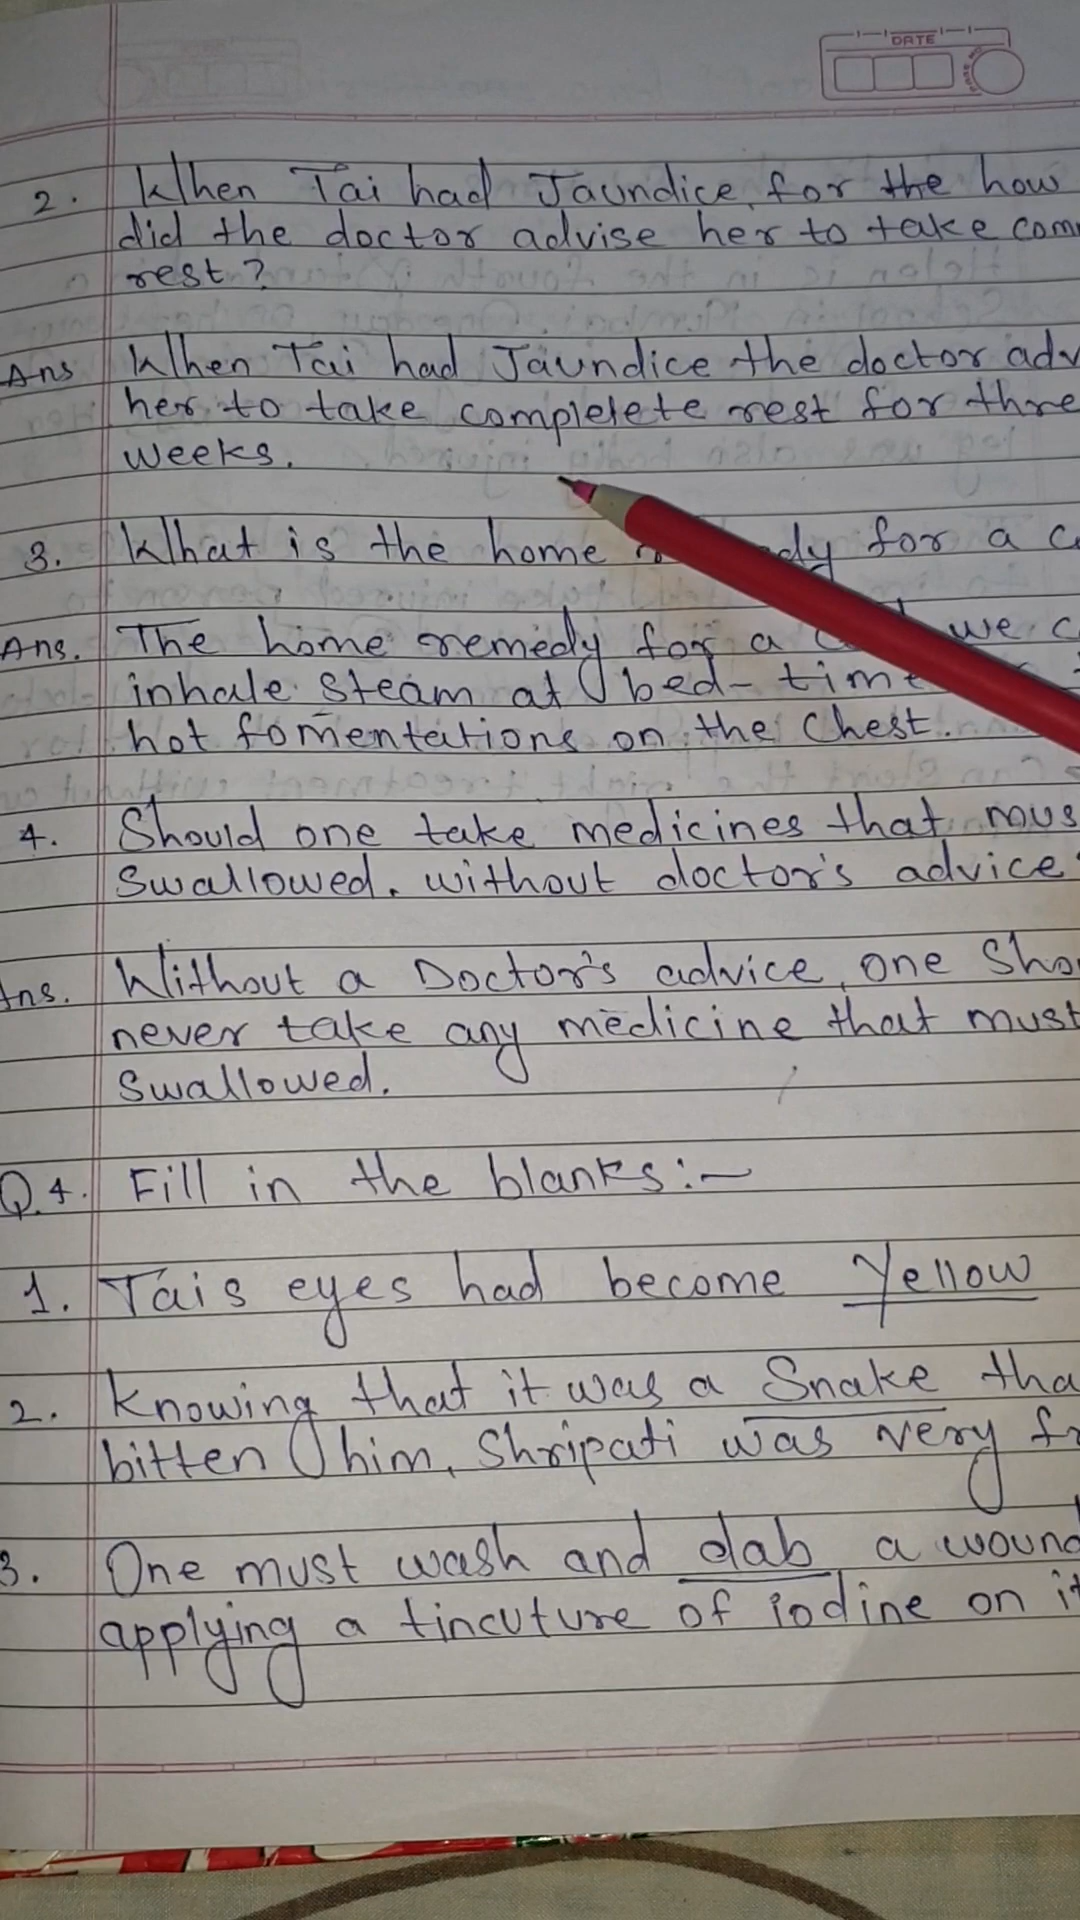 DATE
2. When Tai had Jaundice, for the how
did the doctor advise her to take com
rest?
Ans When Tai had Jaundice the doctor adv
her to take compelete rest for thre
weeks.
3. What is the home for a
Ans. The home remedy for a we c
inhale steam at bed-time
hot fomentations on the Chest.
4. Should one take medicines that mus
Swallowed. without doctor's advice
Ans. Without a Doctor's advice, one Sho
never take any medicine that must
Swallowed.
Q.4. Fill in the blanks:-
1. Tais eyes had become Yellow
2. Knowing that it was a Snake tha
bitten him, Shripati was very fr
3. One must wash and dab a wound
applying a tincuture of iodine on it